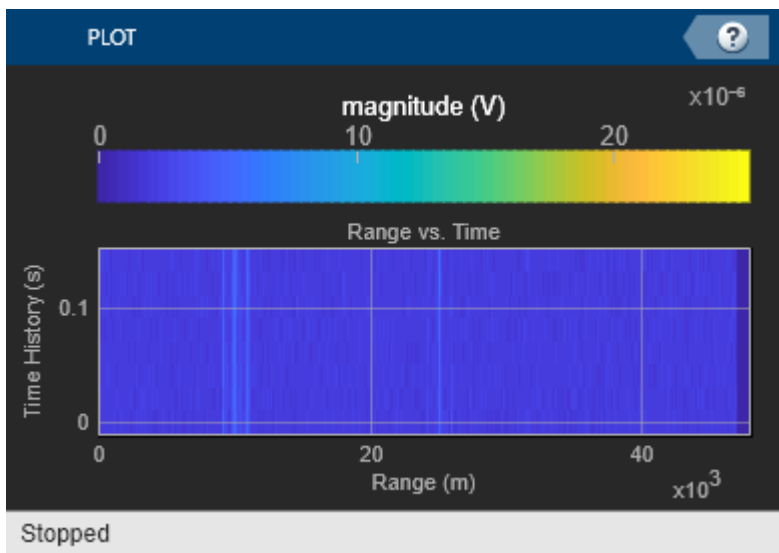 PLOT
?
x10⁻⁶
magnitude (V)
0 10 20
Range vs. Time
Time History (s)
0.1
0
0 20 40
Range (m)
x10³
Stopped